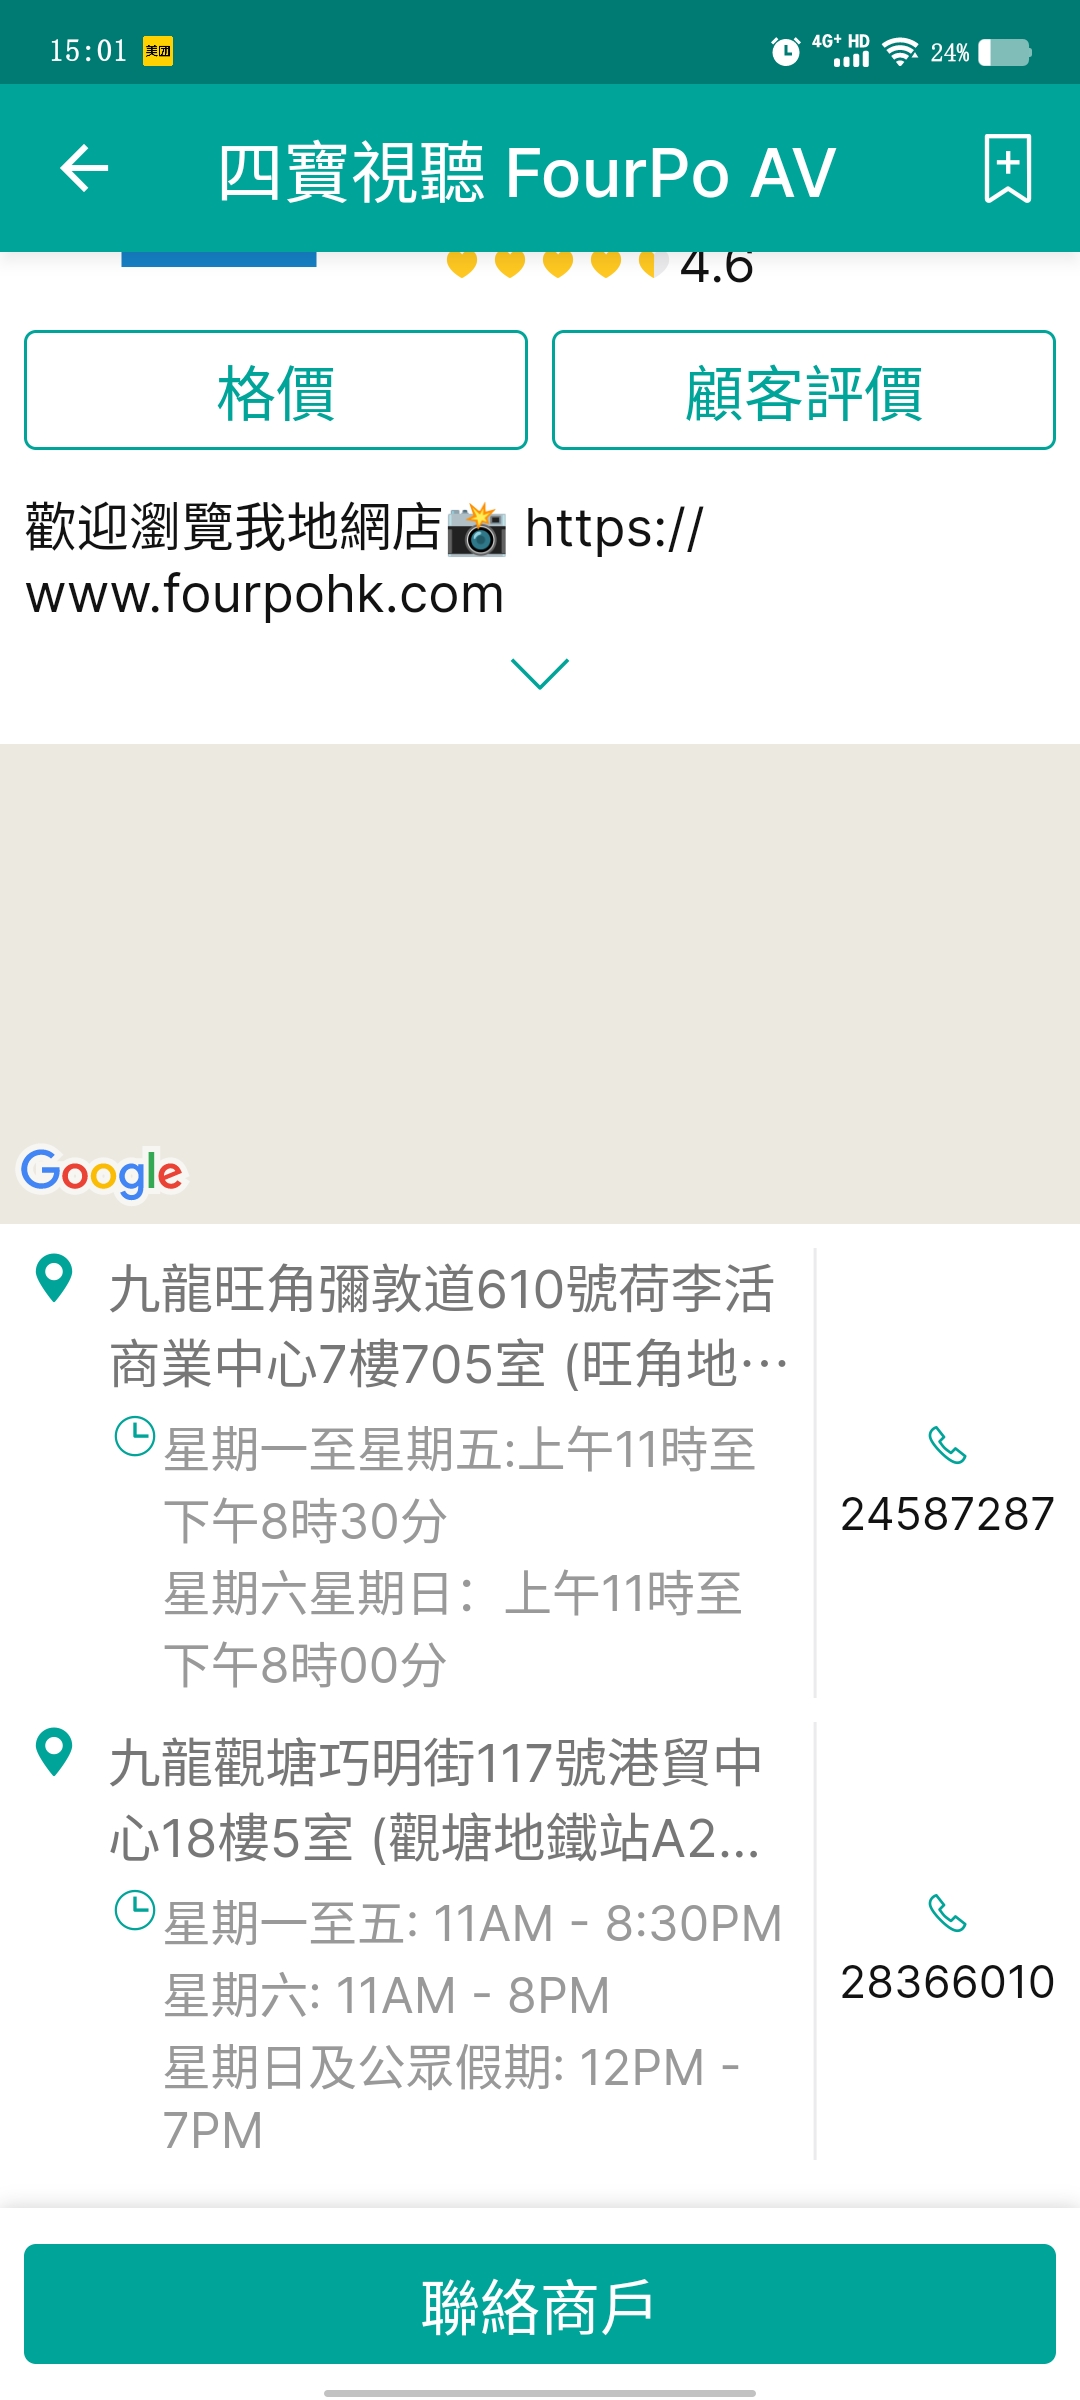 15:01 美团 4G+ HD 24%
四寶視聽 FourPo AV
4.6
格價 顧客評價
歡迎瀏覽我地網店📸 https://
www.fourpohk.com
Google
九龍旺角彌敦道610號荷李活
商業中心7樓705室 (旺角地…
星期一至星期五:上午11時至
下午8時30分
星期六星期日：上午11時至
下午8時00分
24587287
九龍觀塘巧明街117號港貿中
心18樓5室 (觀塘地鐵站A2...
星期一至五: 11AM - 8:30PM
星期六: 11AM - 8PM
星期日及公眾假期: 12PM -
7PM
28366010
聯絡商戶